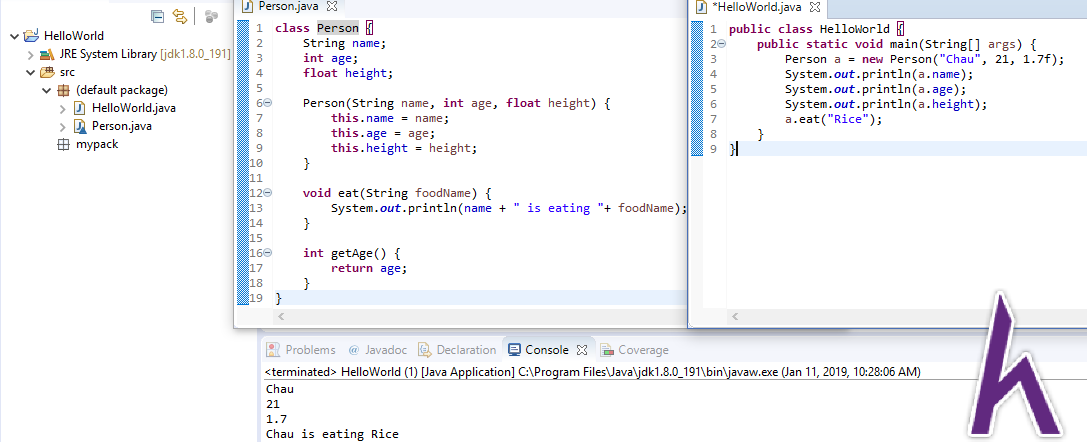 HelloWorld
JRE System Library [jdk1.8.0_191]
src
(default package)
HelloWorld.java
Person.java
mypack
Person.java
1 class Person {
2     String name;
3     int age;
4     float height;
5
6     Person(String name, int age, float height) {
7         this.name = name;
8         this.age = age;
9         this.height = height;
10     }
11
12     void eat(String foodName) {
13         System.out.println(name + " is eating "+ foodName);
14     }
15
16     int getAge() {
17         return age;
18     }
19 }
*HelloWorld.java
1 public class HelloWorld {
2     public static void main(String[] args) {
3         Person a = new Person("Chau", 21, 1.7f);
4         System.out.println(a.name);
5         System.out.println(a.age);
6         System.out.println(a.height);
7         a.eat("Rice");
8     }
9 }
Problems @ Javadoc Declaration Console Coverage
<terminated> HelloWorld (1) [Java Application] C:\Program Files\Java\jdk1.8.0_191\bin\javaw.exe (Jan 11, 2019, 10:28:06 AM)
Chau
21
1.7
Chau is eating Rice